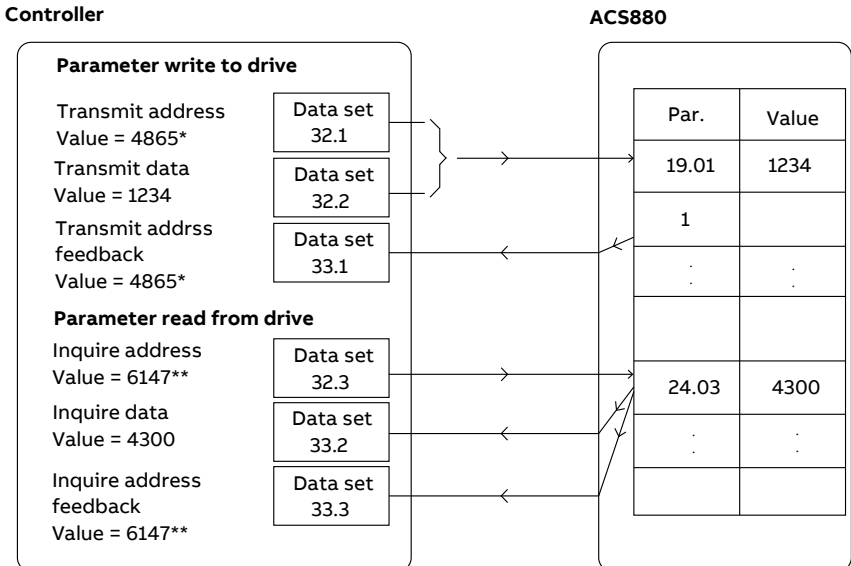 Controller
ACS880
Parameter write to drive
Transmit address
Value = 4865*
Data set
32.1
Transmit data
Value = 1234
Data set
32.2
Transmit addrss
feedback
Value = 4865*
Data set
33.1
Parameter read from drive
Inquire address
Value = 6147**
Data set
32.3
Inquire data
Value = 4300
Data set
33.2
Inquire address
feedback
Value = 6147**
Data set
33.3
Par. Value
19.01 1234
1
24.03 4300